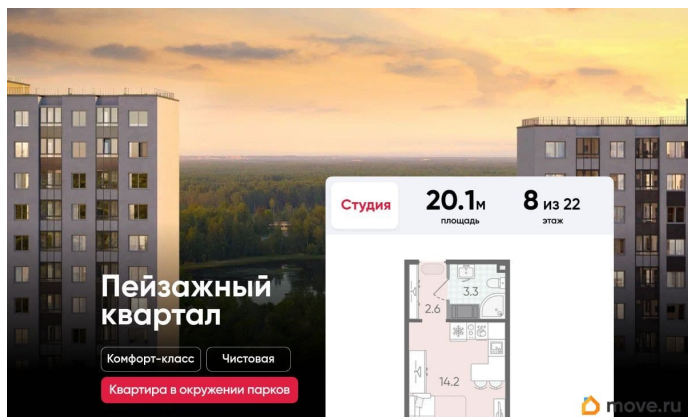 Студия
20.1м
площадь
8 из 22
этаж
Пейзажный
квартал
Комфорт-класс
Чистовая
Квартира в окружении парков
2.6
3.3
14.2
move.ru